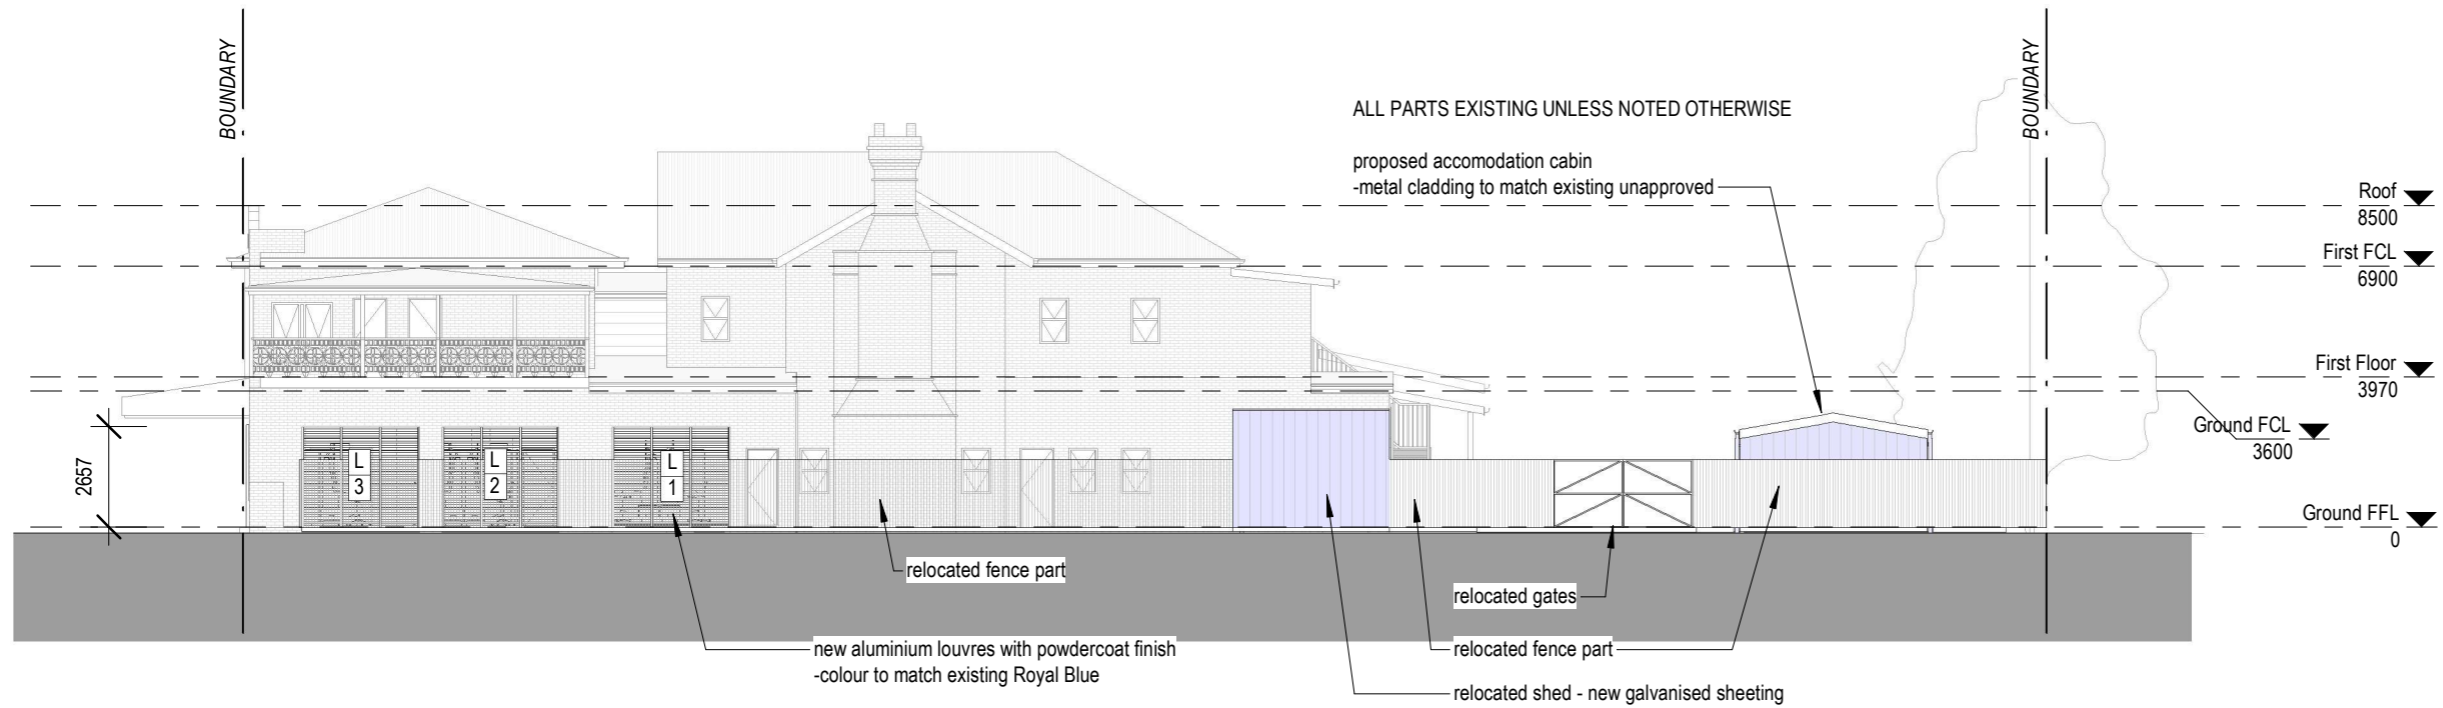 BOUNDARY
BOUNDARY
ALL PARTS EXISTING UNLESS NOTED OTHERWISE
proposed accomodation cabin
-metal cladding to match existing unapproved
Roof
8500
First FCL
6900
First Floor
3970
Ground FCL
3600
Ground FFL
0
2657
L
3
L
2
L
1
relocated fence part
relocated gates
new aluminium louvres with powdercoat finish
-colour to match existing Royal Blue
relocated fence part
relocated shed - new galvanised sheeting